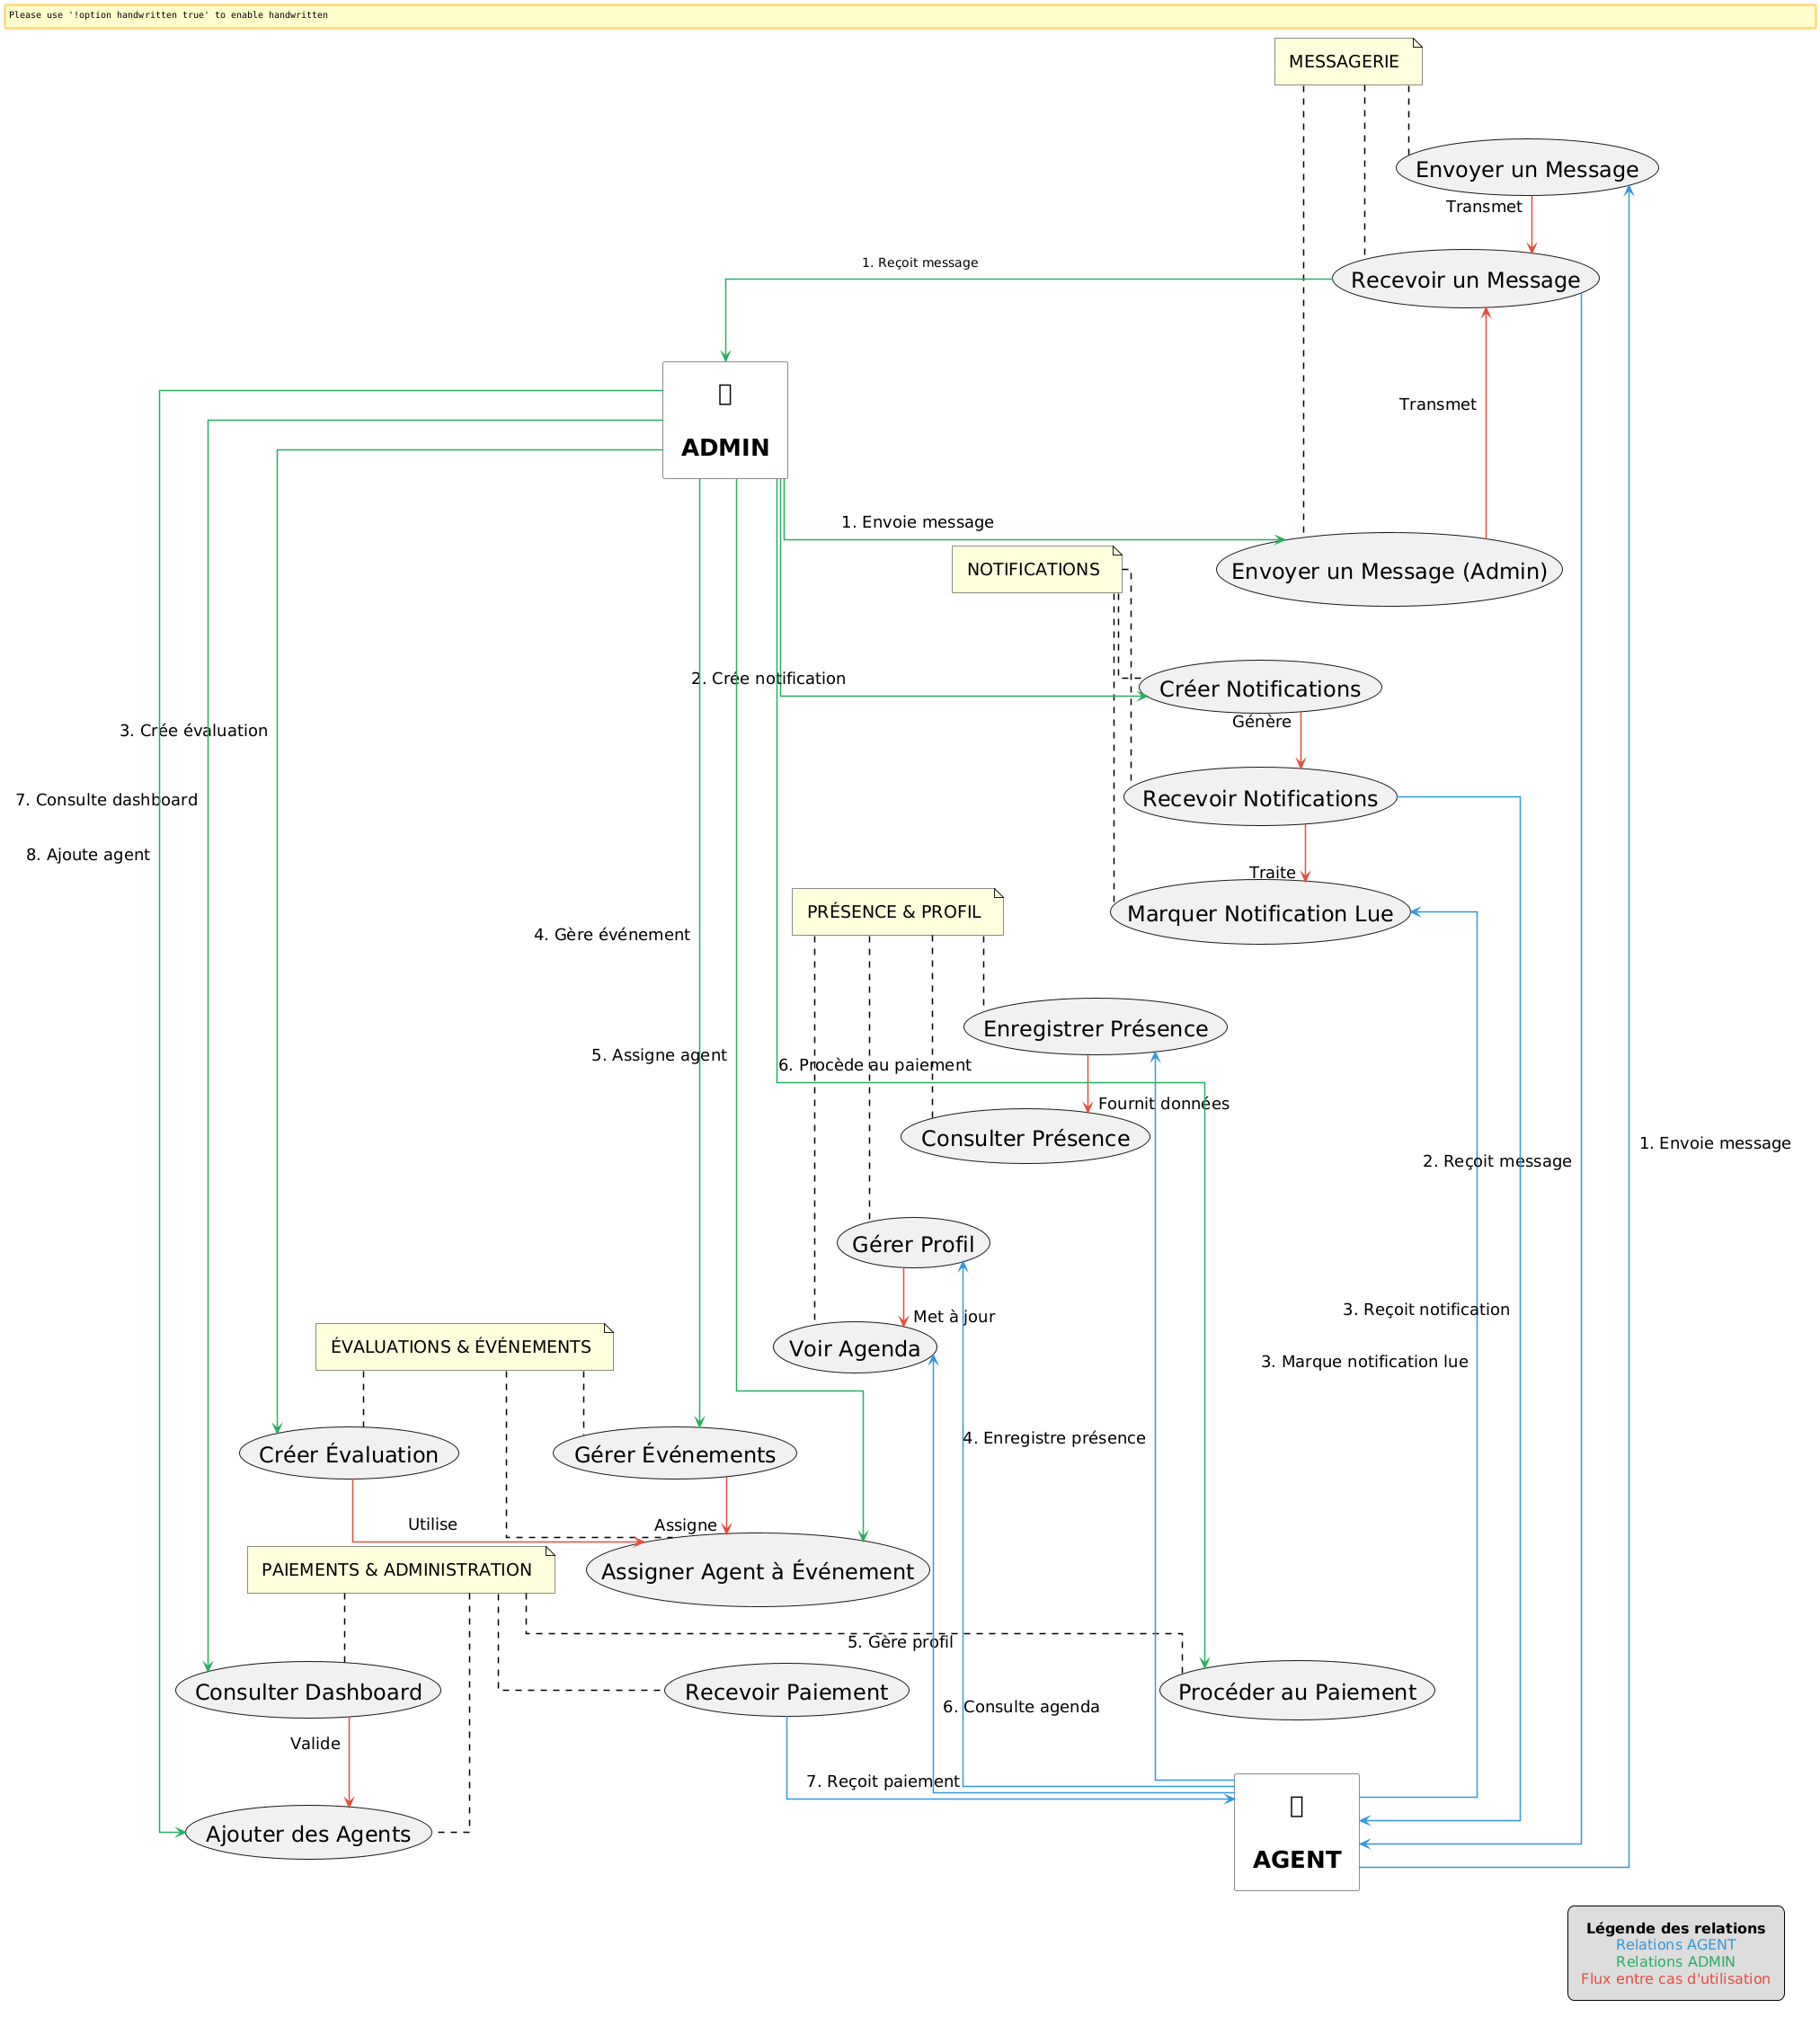 Please use '!option handwritten true' to enable handwritten
MESSAGERIE
Envoyer un Message
Transmet
1. Reçoit message
Recevoir un Message
Transmet
ADMIN
1. Envoie message
NOTIFICATIONS
Envoyer un Message (Admin)
2. Crée notification
Créer Notifications
Génère
3. Crée évaluation
7. Consulte dashboard
Recevoir Notifications
8. Ajoute agent
Traite
PRÉSENCE & PROFIL
Marquer Notification Lue
4. Gère événement
Enregistrer Présence
5. Assigne agent
6. Procède au paiement
Fournit données
Consulter Présence
1. Envoie message
2. Reçoit message
Gérer Profil
3. Reçoit notification
Met à jour
ÉVALUATIONS & ÉVÉNEMENTS
Voir Agenda
3. Marque notification lue
4. Enregistre présence
Créer Évaluation
Gérer Événements
Utilise
Assigne
PAIEMENTS & ADMINISTRATION
Assigner Agent à Événement
5. Gère profil
Consulter Dashboard
Recevoir Paiement
Procéder au Paiement
6. Consulte agenda
Valide
7. Reçoit paiement
Ajouter des Agents
AGENT
Légende des relations
Relations AGENT
Relations ADMIN
Flux entre cas d'utilisation